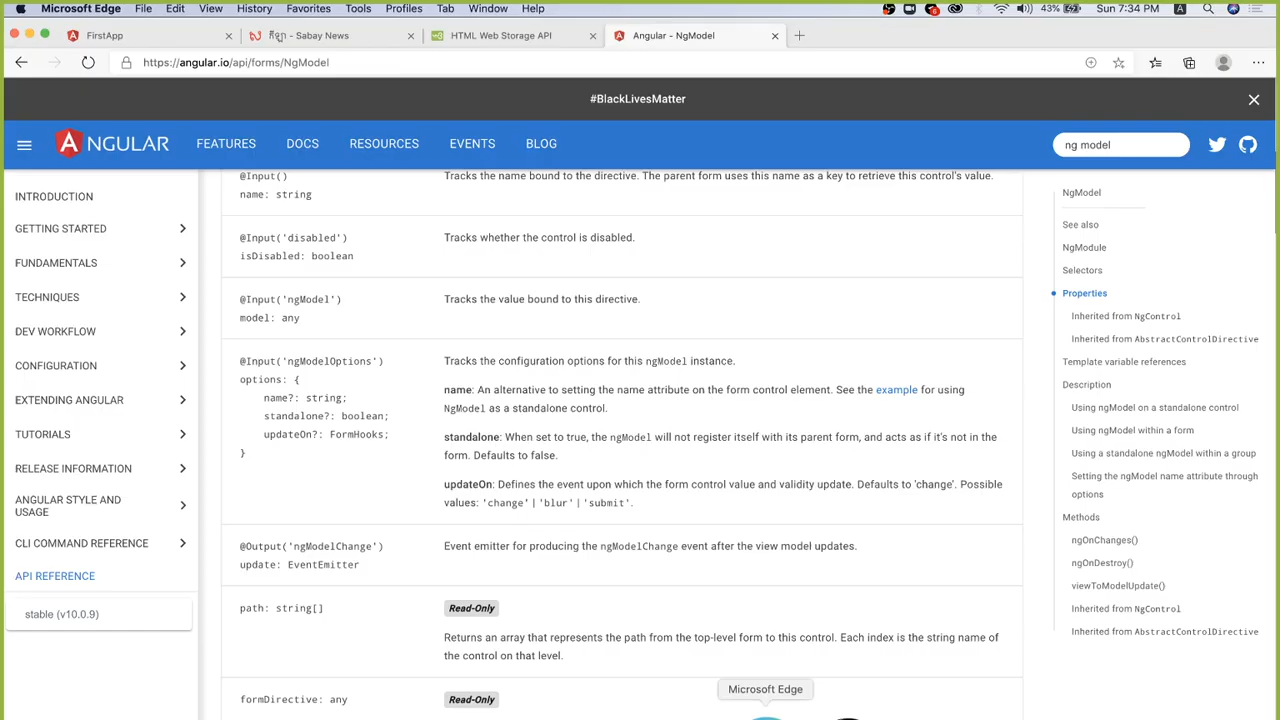 Microsoft Edge File Edit View History Favorites Tools Profiles Tab Window Help 43% Sun 7:34 PM A
FirstApp កីឡា - Sabay News HTML Web Storage API Angular - NgModel
https://angular.io/api/forms/NgModel
#BlackLivesMatter
ANGULAR FEATURES DOCS RESOURCES EVENTS BLOG ng model
INTRODUCTION
GETTING STARTED
FUNDAMENTALS
TECHNIQUES
DEV WORKFLOW
CONFIGURATION
EXTENDING ANGULAR
TUTORIALS
RELEASE INFORMATION
ANGULAR STYLE AND
USAGE
CLI COMMAND REFERENCE
API REFERENCE
stable (v10.0.9)
@Input()
name: string
Tracks the name bound to the directive. The parent form uses this name as a key to retrieve this control's value.
@Input('disabled')
isDisabled: boolean
Tracks whether the control is disabled.
@Input('ngModel')
model: any
Tracks the value bound to this directive.
@Input('ngModelOptions')
options: {
name?: string;
standalone?: boolean;
updateOn?: FormHooks;
}
Tracks the configuration options for this ngModel instance.
name: An alternative to setting the name attribute on the form control element. See the example for using
NgModel as a standalone control.
standalone: When set to true, the ngModel will not register itself with its parent form, and acts as if it's not in the
form. Defaults to false.
updateOn: Defines the event upon which the form control value and validity update. Defaults to 'change'. Possible
values: 'change' | 'blur' | 'submit'.
@Output('ngModelChange')
update: EventEmitter
Event emitter for producing the ngModelChange event after the view model updates.
path: string[]
Read-Only
Returns an array that represents the path from the top-level form to this control. Each index is the string name of
the control on that level.
formDirective: any
Read-Only
Microsoft Edge
NgModel
See also
NgModule
Selectors
Properties
Inherited from NgControl
Inherited from AbstractControlDirective
Template variable references
Description
Using ngModel on a standalone control
Using ngModel within a form
Using a standalone ngModel within a group
Setting the ngModel name attribute through
options
Methods
ngOnChanges()
ngOnDestroy()
viewToModelUpdate()
Inherited from NgControl
Inherited from AbstractControlDirective